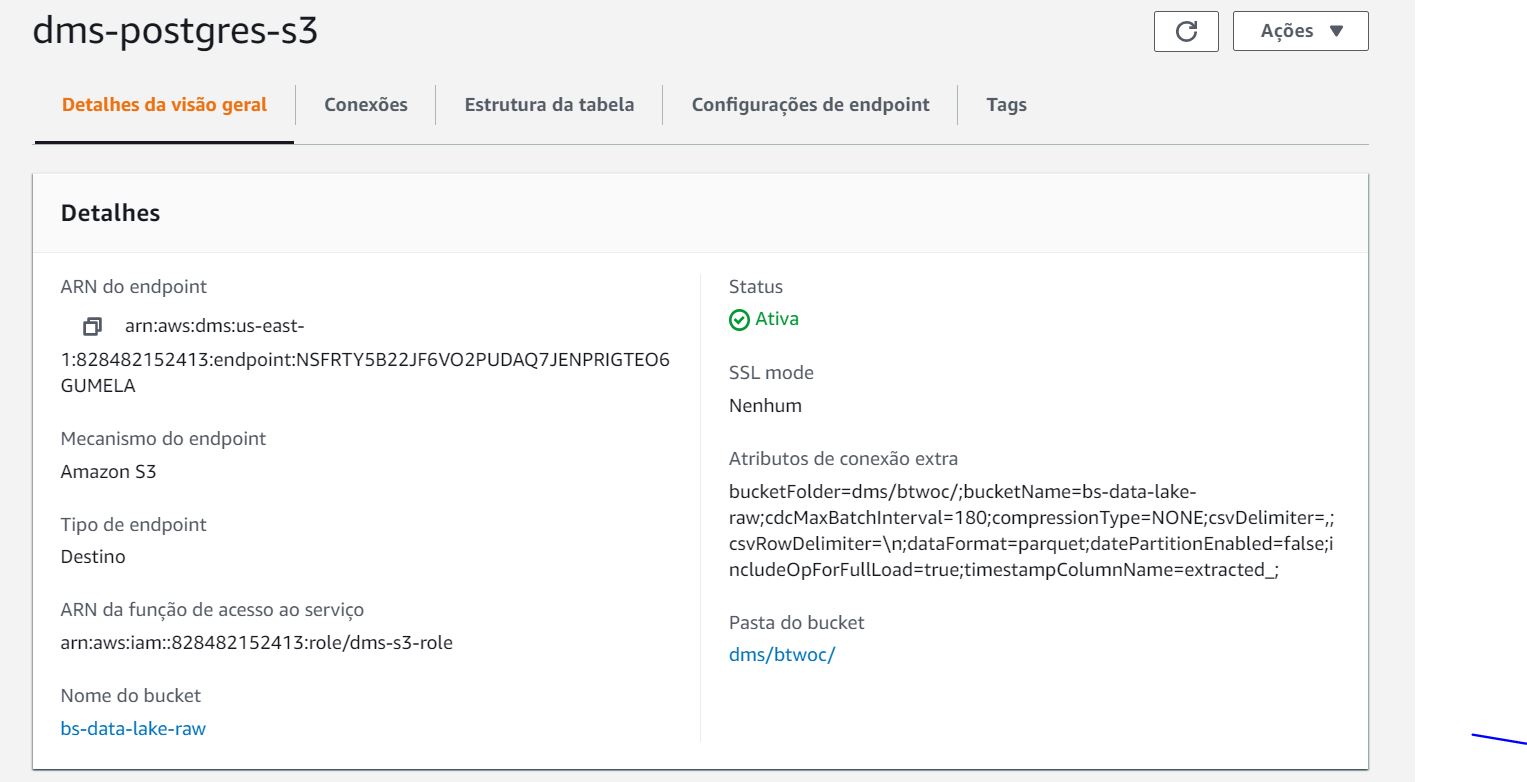 dms-postgres-s3
Ações
Detalhes da visão geral
Conexões
Estrutura da tabela
Configurações de endpoint
Tags
Detalhes
ARN do endpoint
arn:aws:dms:us-east-
1:828482152413:endpoint:NSFRTY5B22JF6VO2PUDAQ7JENPRIGTEO6
GUMELA
Mecanismo do endpoint
Amazon S3
Tipo de endpoint
Destino
ARN da função de acesso ao serviço
arn:aws:iam::828482152413:role/dms-s3-role
Nome do bucket
bs-data-lake-raw
Status
Ativa
SSL mode
Nenhum
Atributos de conexão extra
bucketFolder=dms/btwoc/;bucketName=bs-data-lake-
raw;cdcMaxBatchInterval=180;compressionType=NONE;csvDelimiter=,;
csvRowDelimiter=\n;dataFormat=parquet;datePartitionEnabled=false;i
ncludeOpForFullLoad=true;timestampColumnName=extracted_;
Pasta do bucket
dms/btwoc/